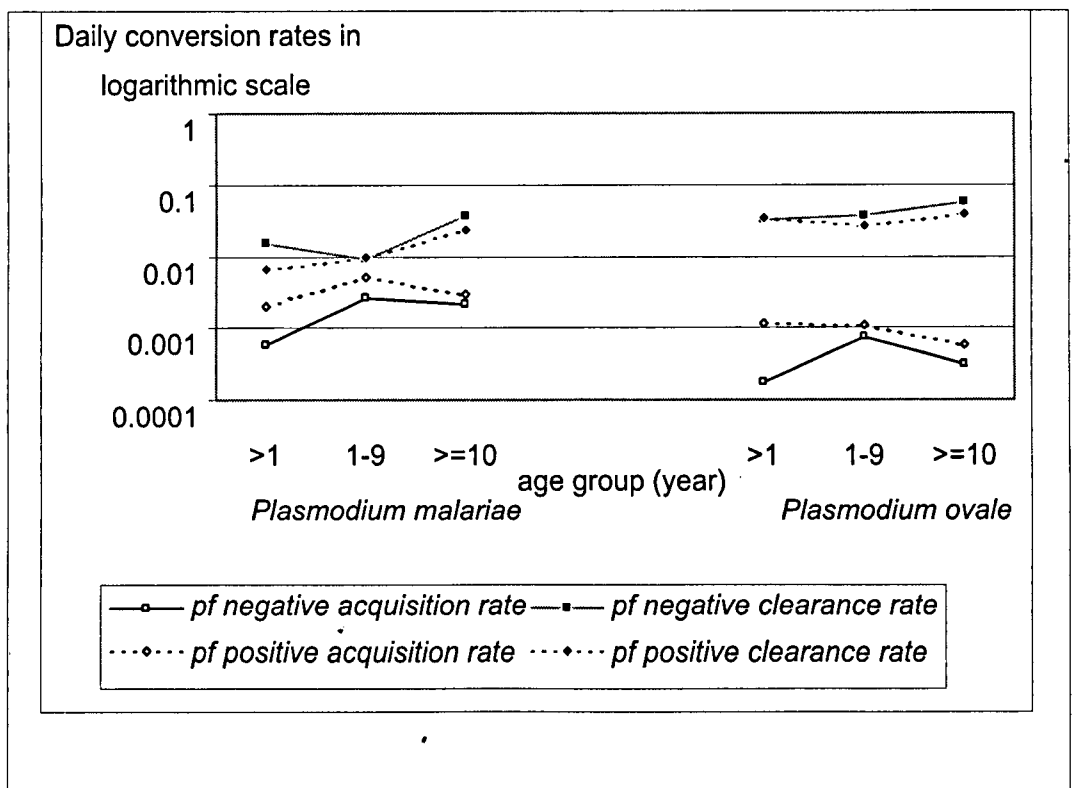 Daily conversion rates in
logarithmic scale
1
0.1
0.01
0.001
0.0001
>1 1-9 >=10 >1 1-9 >=10
age group (year)
Plasmodium malariae Plasmodium ovale
pf negative acquisition rate pf negative clearance rate
pf positive acquisition rate pf positive clearance rate